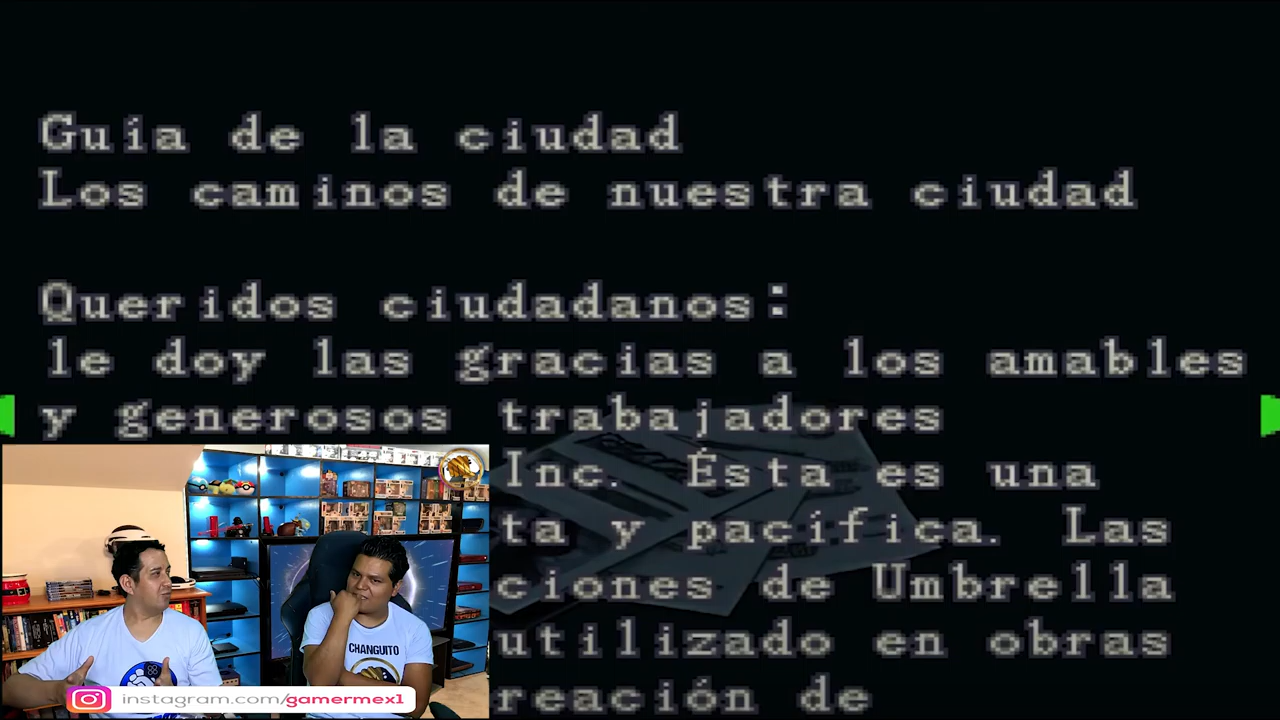 Guia de la ciudad
Los caminos de nuestra ciudad
Queridos ciudadanos:
le doy las gracias a los amables
y generosos trabajadores
Inc. Ésta es una
ta y pacífica. Las
ciones de Umbrella
utilizado en obras
reación de
CHANGUITO
instagram.com/gamermex1